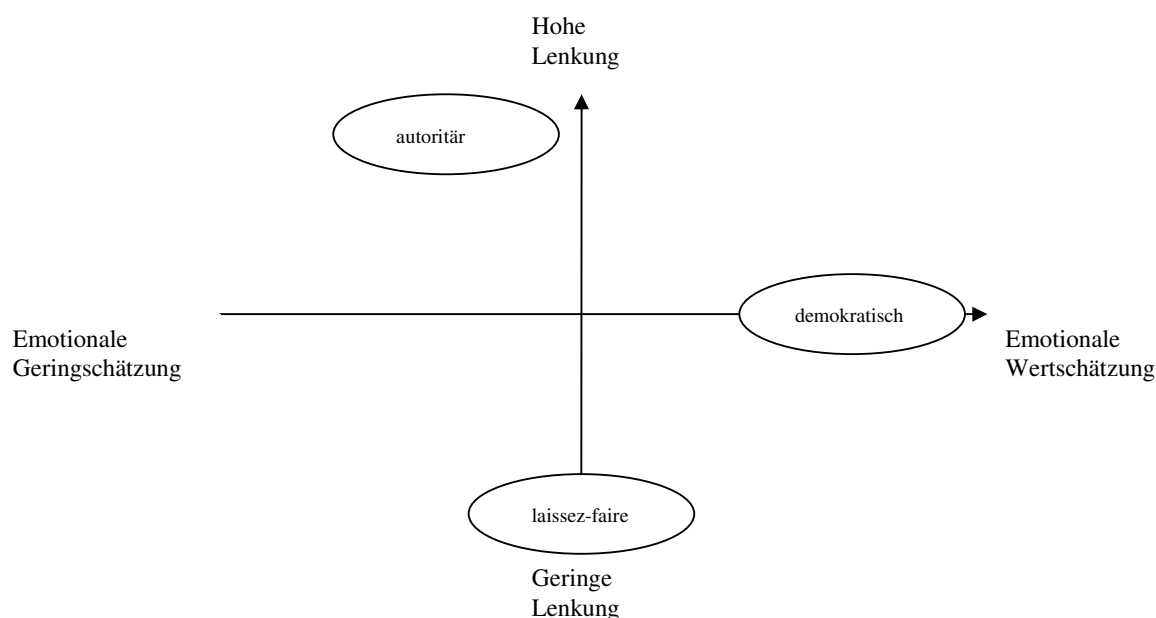 Hohe
Lenkung
autoritär
demokratisch
Emotionale
Geringschätzung
Emotionale
Wertschätzung
laissez-faire
Geringe
Lenkung